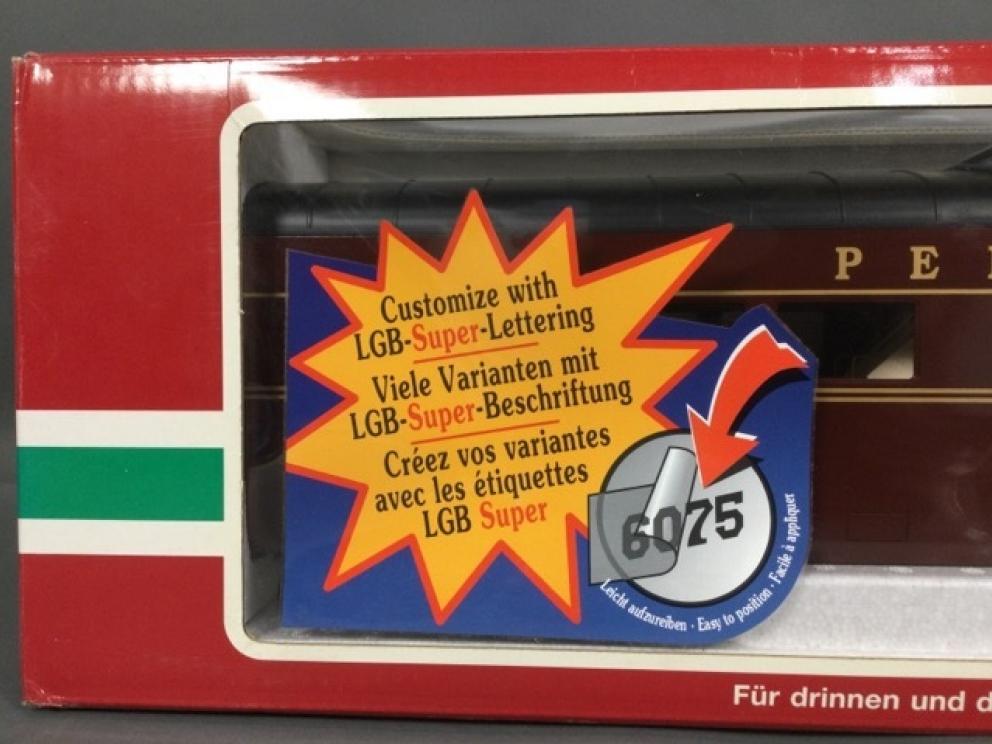 P E
Customize with
LGB-Super-Lettering
Viele Varianten mit
LGB-Super-Beschriftung
Créez vos variantes
avec les étiquettes
LGB Super
6075
Leicht aufzureiben · Easy to position · Facile à appliquer
Für drinnen und d